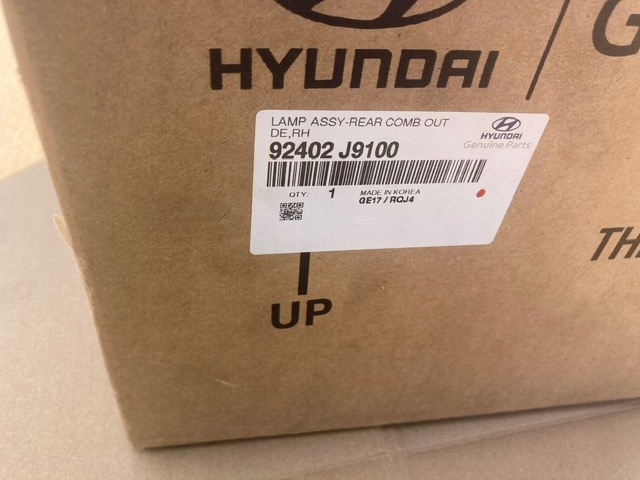 HYUNDAI
G
LAMP ASSY-REAR COMB OUT
DE,RH
HYUNDAI
Genuine Parts
92402 J9100
QTY: 1 MADE IN KOREA
GE17 / RQJ4
UP